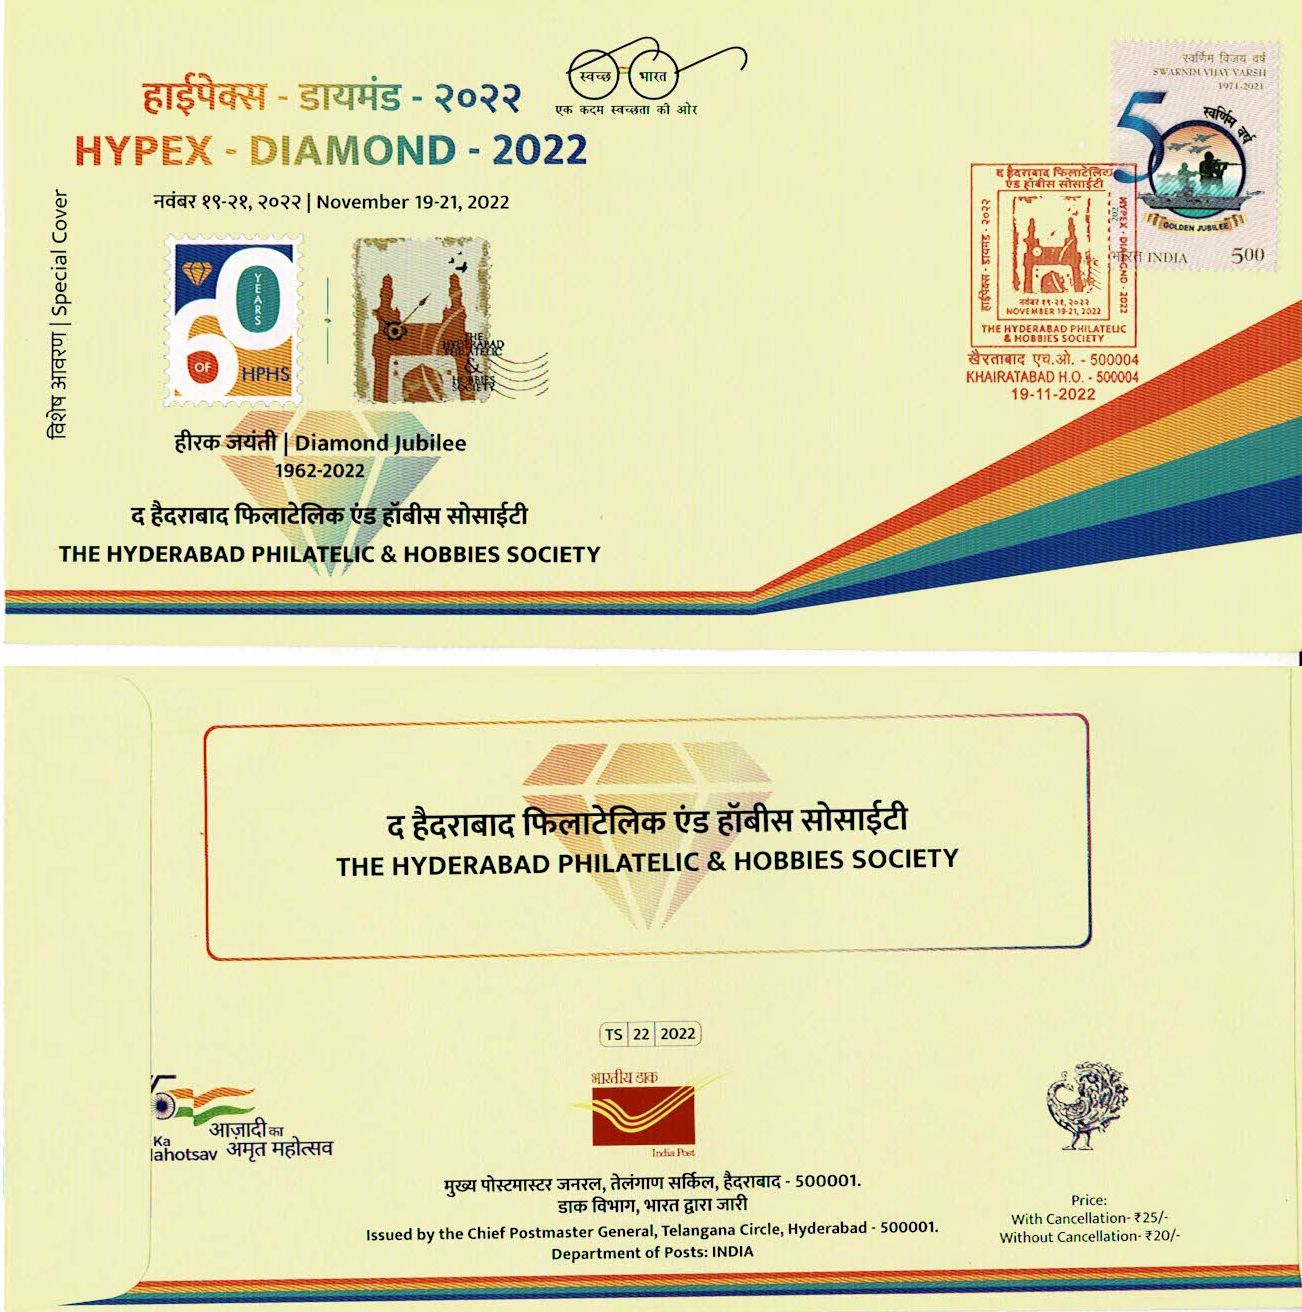 स्वच्छ भारत
एक कदम स्वच्छता की ओर
हाईपेक्स - डायमंड - २०२२
HYPEX - DIAMOND - 2022
नवंबर १९-२१, २०२२ | November 19-21, 2022
विशेष आवरण | Special Cover
60
YEARS
OF
HPHS
THE
HYDERABAD
PHILATELIC
&
HOBBIES
SOCIETY
हीरक जयंती | Diamond Jubilee
1962-2022
द हैदराबाद फिलाटेलिक एंड हॉबीस सोसाईटी
THE HYDERABAD PHILATELIC & HOBBIES SOCIETY
स्वर्णिम विजय वर्ष
SWARNIM VIJAY VARSH
1971-2021
50
स्वर्णिम वर्ष
GOLDEN JUBILEE
2021
भारत INDIA
500
द हैदराबाद फिलाटेलिक
एंड हॉबीस सोसाईटी
हाईपेक्स - डायमंड - २०२२
HYPEX - DIAMOND - 2022
नवंबर १९-२१, २०२२
NOVEMBER 19-21, 2022
THE HYDERABAD PHILATELIC
& HOBBIES SOCIETY
खैरताबाद एच.ओ. - 500004
KHAIRATABAD H.O. - 500004
19-11-2022
द हैदराबाद फिलाटेलिक एंड हॉबीस सोसाईटी
THE HYDERABAD PHILATELIC & HOBBIES SOCIETY
TS 22 2022
Ka
ahotsav
आज़ादी का
अमृत महोत्सव
भारतीय डाक
India Post
मुख्य पोस्टमास्टर जनरल, तेलंगाण सर्किल, हैदराबाद - 500001.
डाक विभाग, भारत द्वारा जारी
Issued by the Chief Postmaster General, Telangana Circle, Hyderabad - 500001.
Department of Posts: INDIA
Price:
With Cancellation- ₹25/-
Without Cancellation- ₹20/-